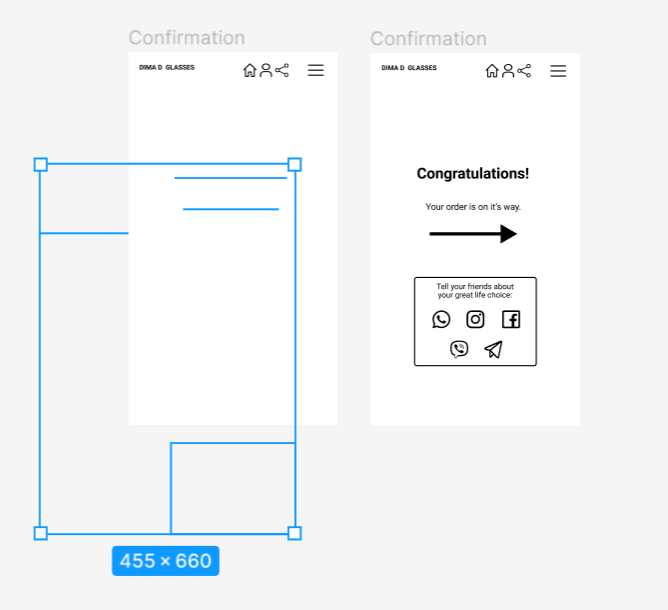 Confirmation
DIMA D GLASSES
455 × 660
Confirmation
DIMA D GLASSES
Congratulations!
Your order is on it's way.
Tell your friends about
your great life choice: